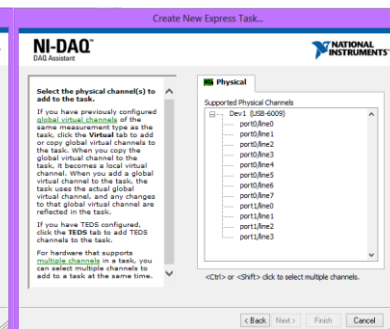 Create New Express Task...
NI-DAQ™
DAQ Assistant
NATIONAL
INSTRUMENTS™
Select the physical channel(s) to
add to the task.
If you have previously configured
global virtual channels of the
same measurement type as the
task, click the Virtual tab to add
or copy global virtual channels to
the task. When you copy the
global virtual channel to the
task, it becomes a local virtual
channel. When you add a global
virtual channel to the task, the
task uses the actual global
virtual channel, and any changes
to that global virtual channel are
reflected in the task.
If you have TEDS configured,
click the TEDS tab to add TEDS
channels to the task.
For hardware that supports
multiple channels in a task, you
can select multiple channels to
add to a task at the same time.
Physical
Supported Physical Channels
Dev1 (USB-6009)
port0/line0
port0/line1
port0/line2
port0/line3
port0/line4
port0/line5
port0/line6
port0/line7
port1/line0
port1/line1
port1/line2
port1/line3
<Ctrl> or <Shift> click to select multiple channels.
< Back
Next >
Finish
Cancel